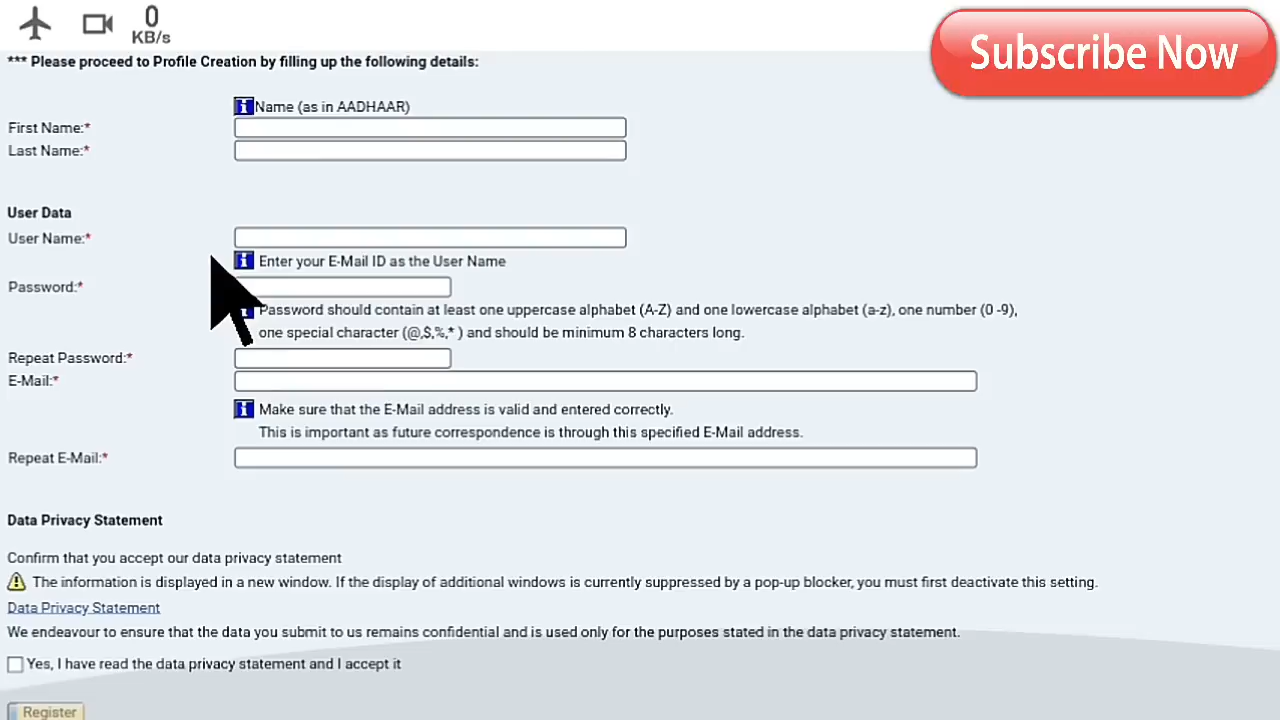 0
KB/s
Subscribe Now
*** Please proceed to Profile Creation by filling up the following details:
Name (as in AADHAAR)
First Name:*
Last Name:*
User Data
User Name:*
Enter your E-Mail ID as the User Name
Password:*
Password should contain at least one uppercase alphabet (A-Z) and one lowercase alphabet (a-z), one number (0 -9),
one special character (@,$,%,* ) and should be minimum 8 characters long.
Repeat Password:*
E-Mail:*
Make sure that the E-Mail address is valid and entered correctly.
This is important as future correspondence is through this specified E-Mail address.
Repeat E-Mail:*
Data Privacy Statement
Confirm that you accept our data privacy statement
The information is displayed in a new window. If the display of additional windows is currently suppressed by a pop-up blocker, you must first deactivate this setting.
Data Privacy Statement
We endeavour to ensure that the data you submit to us remains confidential and is used only for the purposes stated in the data privacy statement.
Yes, I have read the data privacy statement and I accept it
Register